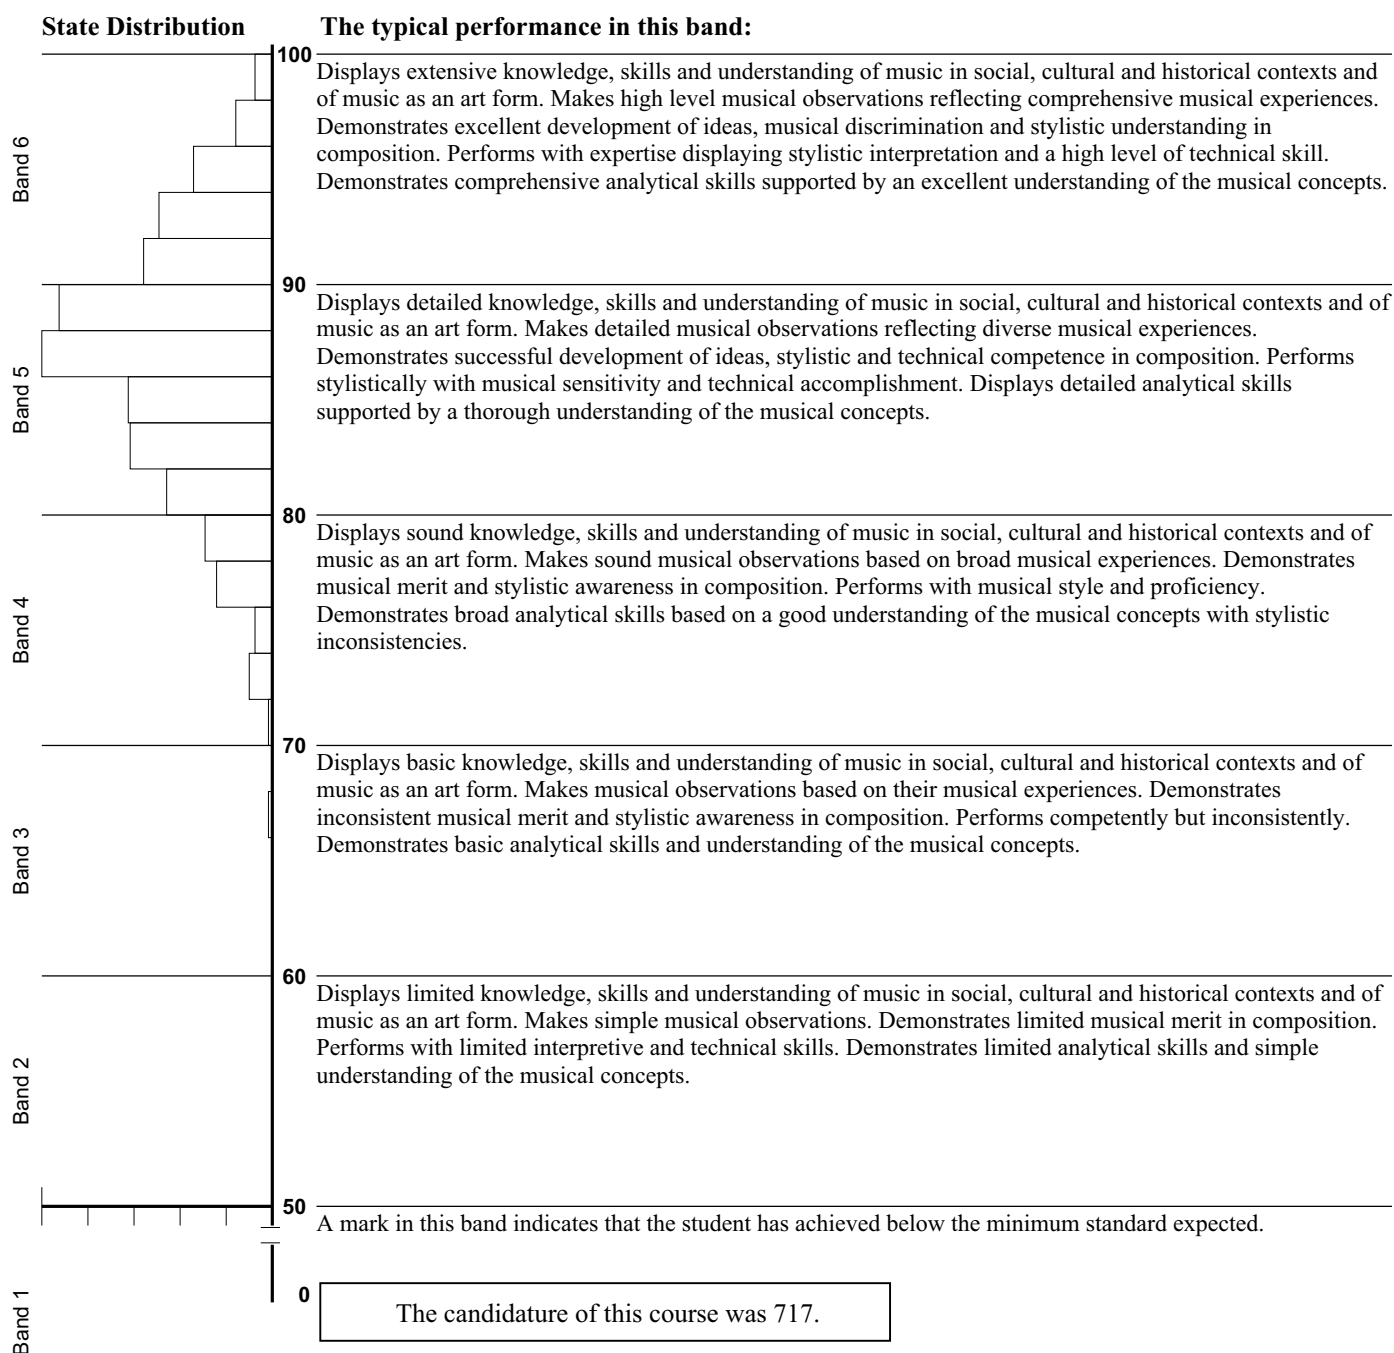 State Distribution
The typical performance in this band:
100
Band 6
Displays extensive knowledge, skills and understanding of music in social, cultural and historical contexts and
of music as an art form. Makes high level musical observations reflecting comprehensive musical experiences.
Demonstrates excellent development of ideas, musical discrimination and stylistic understanding in
composition. Performs with expertise displaying stylistic interpretation and a high level of technical skill.
Demonstrates comprehensive analytical skills supported by an excellent understanding of the musical concepts.
90
Band 5
Displays detailed knowledge, skills and understanding of music in social, cultural and historical contexts and of
music as an art form. Makes detailed musical observations reflecting diverse musical experiences.
Demonstrates successful development of ideas, stylistic and technical competence in composition. Performs
stylistically with musical sensitivity and technical accomplishment. Displays detailed analytical skills
supported by a thorough understanding of the musical concepts.
80
Band 4
Displays sound knowledge, skills and understanding of music in social, cultural and historical contexts and of
music as an art form. Makes sound musical observations based on broad musical experiences. Demonstrates
musical merit and stylistic awareness in composition. Performs with musical style and proficiency.
Demonstrates broad analytical skills based on a good understanding of the musical concepts with stylistic
inconsistencies.
70
Band 3
Displays basic knowledge, skills and understanding of music in social, cultural and historical contexts and of
music as an art form. Makes musical observations based on their musical experiences. Demonstrates
inconsistent musical merit and stylistic awareness in composition. Performs competently but inconsistently.
Demonstrates basic analytical skills and understanding of the musical concepts.
60
Band 2
Displays limited knowledge, skills and understanding of music in social, cultural and historical contexts and of
music as an art form. Makes simple musical observations. Demonstrates limited musical merit in composition.
Performs with limited interpretive and technical skills. Demonstrates limited analytical skills and simple
understanding of the musical concepts.
50
A mark in this band indicates that the student has achieved below the minimum standard expected.
0
Band 1
The candidature of this course was 717.